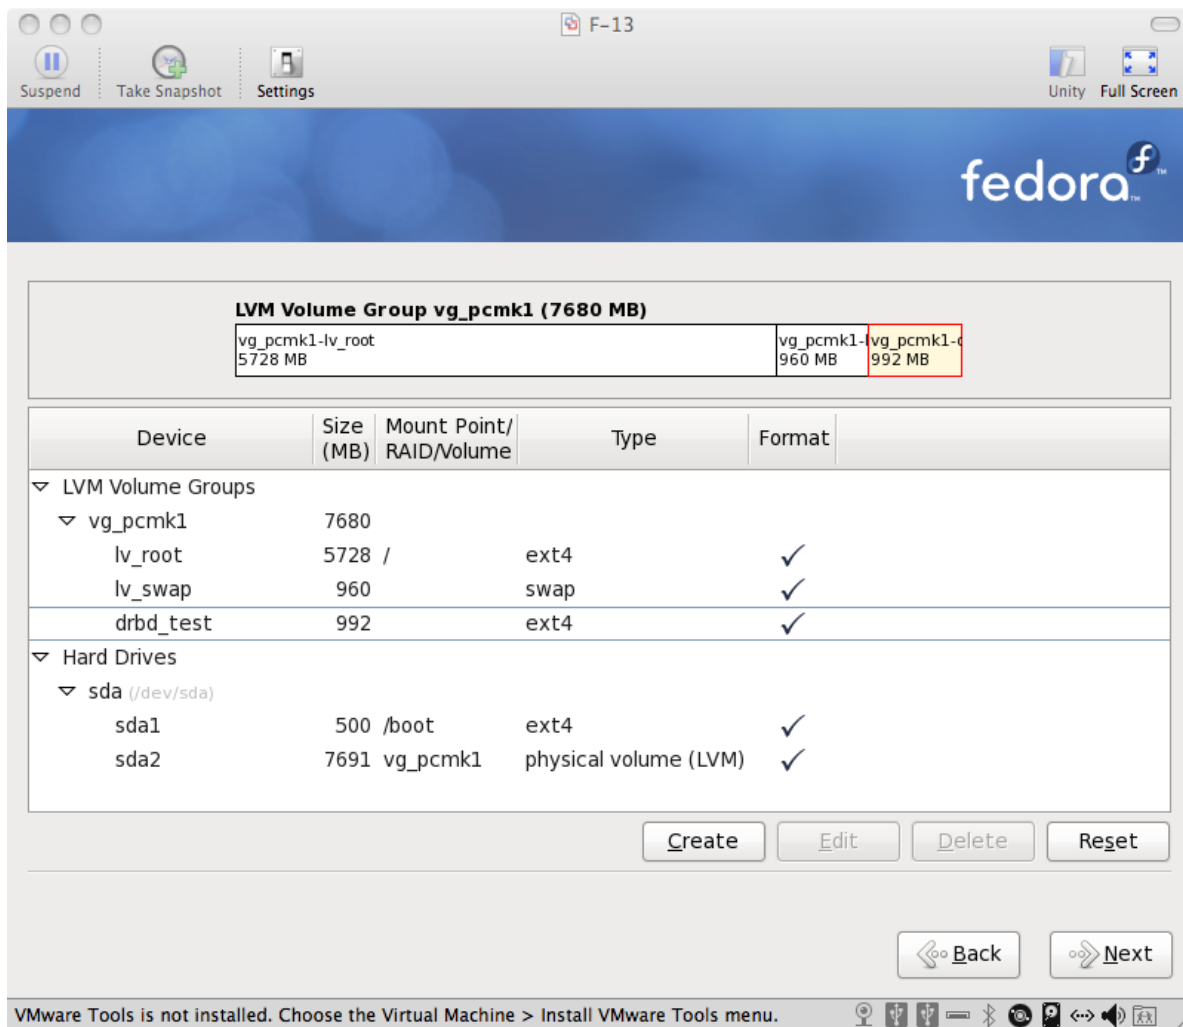 F-13
Suspend Take Snapshot Settings Unity Full Screen
fedora™
LVM Volume Group vg_pcmk1 (7680 MB)
vg_pcmk1-lv_root vg_pcmk1-l vg_pcmk1-d
5728 MB 960 MB 992 MB
Device Size (MB) Mount Point/ RAID/Volume Type Format
LVM Volume Groups
vg_pcmk1 7680
lv_root 5728 / ext4
lv_swap 960 swap
drbd_test 992 ext4
Hard Drives
sda (/dev/sda)
sda1 500 /boot ext4
sda2 7691 vg_pcmk1 physical volume (LVM)
Create Edit Delete Reset
Back Next
VMware Tools is not installed. Choose the Virtual Machine > Install VMware Tools menu.